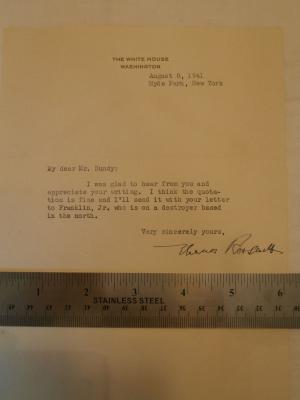 THE WHITE HOUSE
WASHINGTON
August 8, 1941
Hyde Park, New York
My dear Mr. Bundy:
I was glad to hear from you and
appreciate your writing. I think the quota-
tion is fine and I'll send it with your letter
to Franklin, Jr. who is on a destroyer based
in the north.
Very sincerely yours,
Roosevelt
1 2 3 4 5 6
STAINLESS STEEL